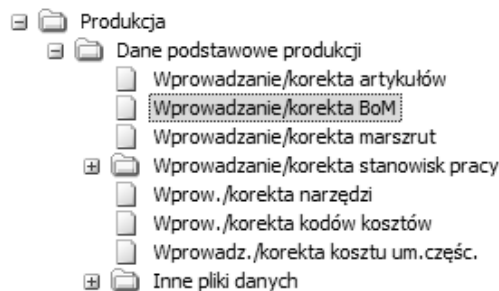 Produkcja
Dane podstawowe produkcji
Wprowadzanie/korekta artykułów
Wprowadzanie/korekta BoM
Wprowadzanie/korekta marszrut
Wprowadzanie/korekta stanowisk pracy
Wprow./korekta narzędzi
Wprow./korekta kodów kosztów
Wprowadz./korekta kosztu um.częśc.
Inne pliki danych